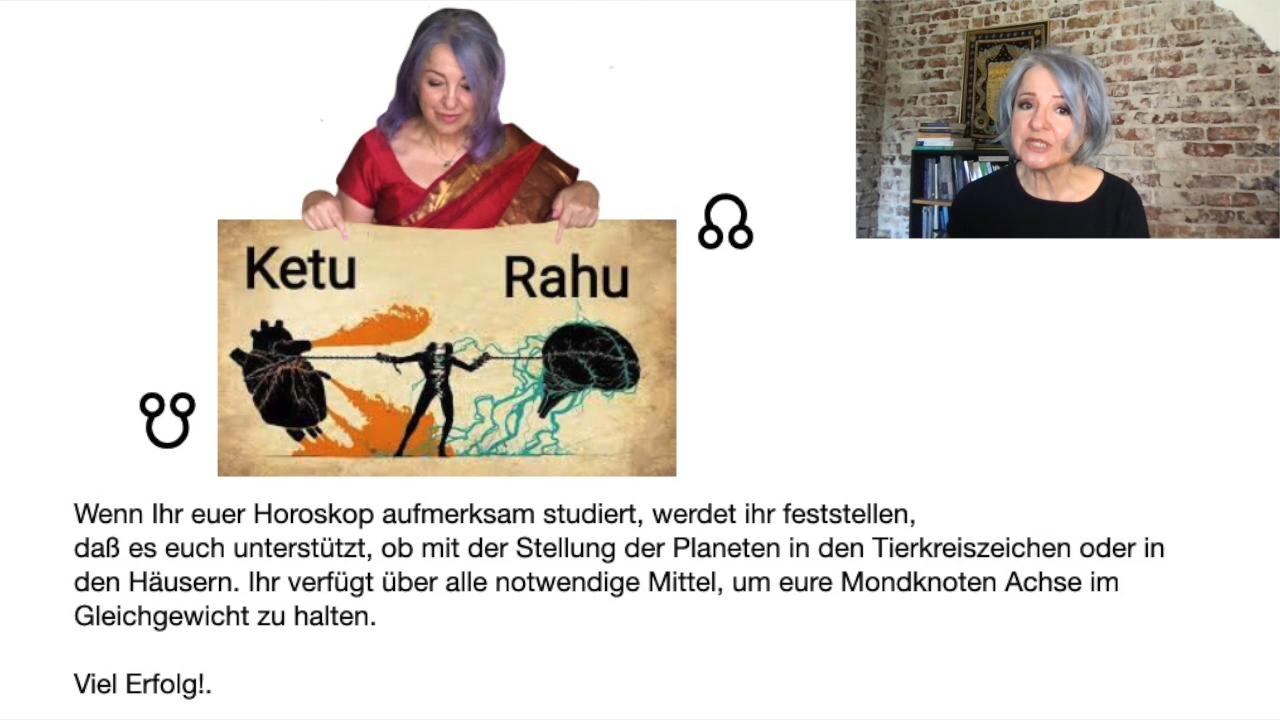 Ketu
Rahu
Wenn Ihr euer Horoskop aufmerksam studiert, werdet ihr feststellen,
daß es euch unterstützt, ob mit der Stellung der Planeten in den Tierkreiszeichen oder in
den Häusern. Ihr verfügt über alle notwendige Mittel, um eure Mondknoten Achse im
Gleichgewicht zu halten.
Viel Erfolg!.